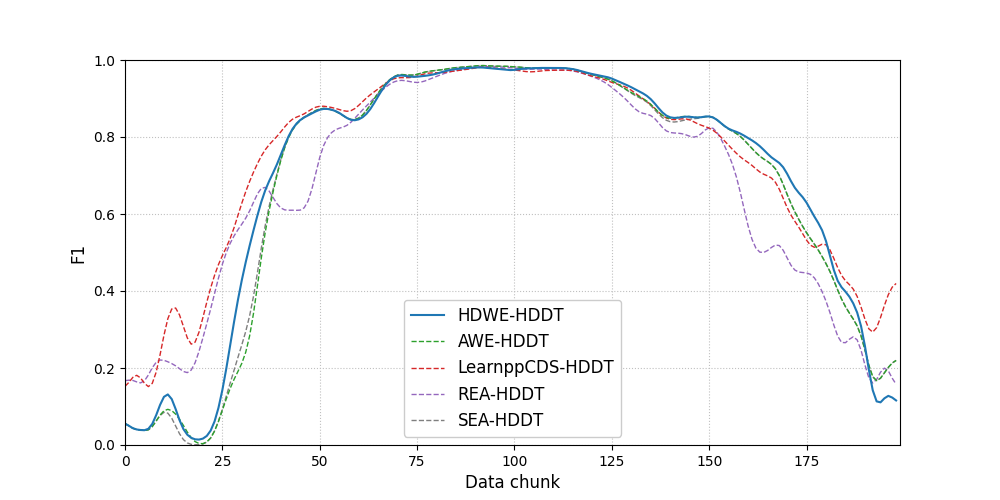 1.0
0.8
0.6
0.4
0.2
0.0
F1
HDWE-HDDT
AWE-HDDT
LearnppCDS-HDDT
REA-HDDT
SEA-HDDT
0 25 50 75 100 125 150 175
Data chunk